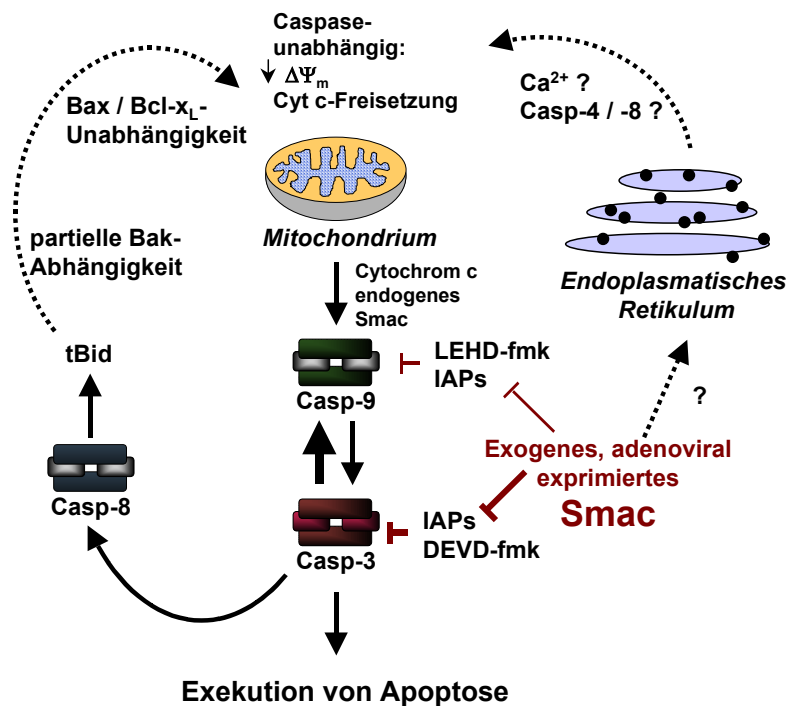 Caspase-
unabhängig:
↓ ΔΨm
Cyt c-Freisetzung
Bax / Bcl-xL-
Unabhängigkeit
Ca2+ ?
Casp-4 / -8 ?
Mitochondrium
partielle Bak-
Abhängigkeit
Endoplasmatisches
Retikulum
Cytochrom c
endogenes
Smac
tBid
LEHD-fmk
IAPs
Casp-9
?
Exogenes, adenoviral
exprimiertes
Smac
Casp-8
IAPs
DEVD-fmk
Casp-3
Exekution von Apoptose